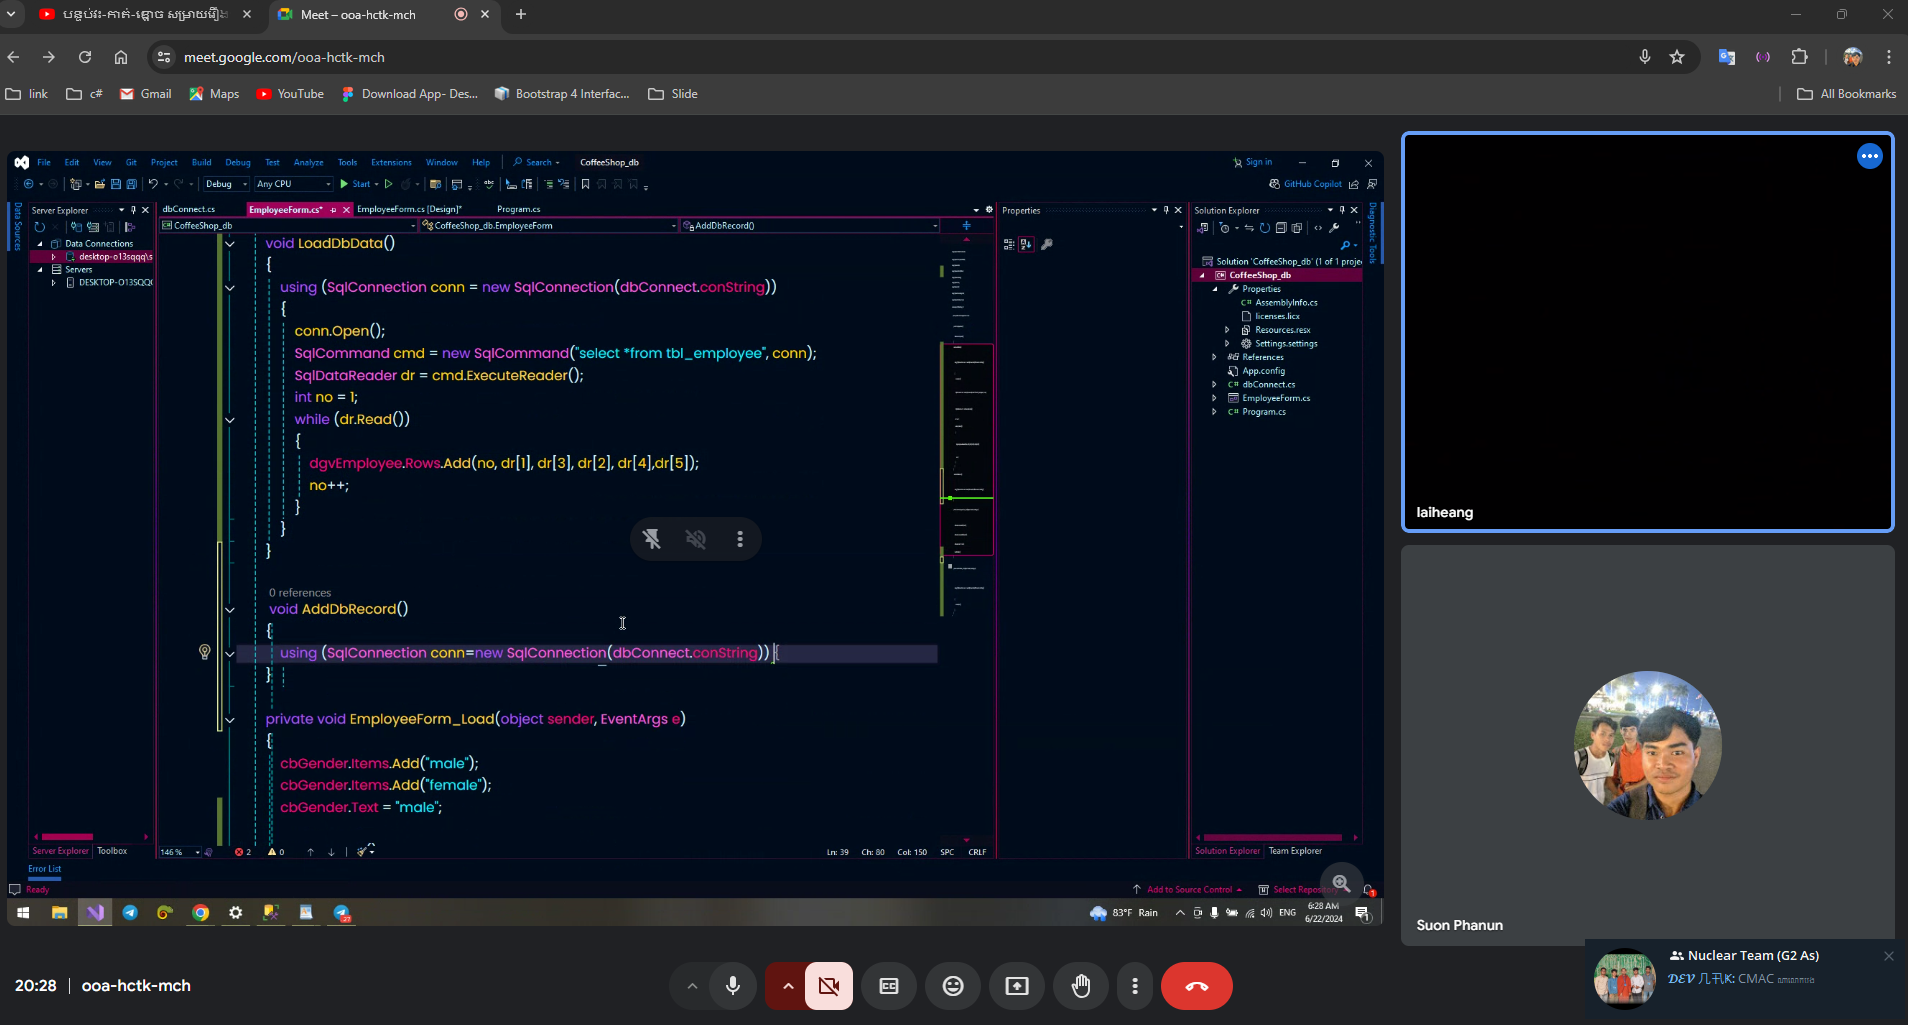 បន្ទប់រះ-កាត់-ខ្មោច សម្រាយរឿង
Meet – ooa-hctk-mch
meet.google.com/ooa-hctk-mch
link
c#
Gmail
Maps
YouTube
Download App- Des...
Bootstrap 4 Interfac...
Slide
All Bookmarks
File Edit View Git Project Build Debug Test Analyze Tools Extensions Window Help Search CoffeeShop_db
Sign in
Debug Any CPU Start
GitHub Copilot
Data Sources
Server Explorer
dbConnect.cs EmployeeForm.cs* EmployeeForm.cs [Design]* Program.cs
Properties
Solution Explorer
Diagnostic Tools
CoffeeShop_db CoffeeShop_db.EmployeeForm AddDbRecord()
Data Connections
desktop-o13sqqq\s
Servers
DESKTOP-O13SQQQ
void LoadDbData()
{
using (SqlConnection conn = new SqlConnection(dbConnect.conString))
{
conn.Open();
SqlCommand cmd = new SqlCommand("select *from tbl_employee", conn);
SqlDataReader dr = cmd.ExecuteReader();
int no = 1;
while (dr.Read())
{
dgvEmployee.Rows.Add(no, dr[1], dr[3], dr[2], dr[4],dr[5]);
no++;
}
}
}
0 references
void AddDbRecord()
{
using (SqlConnection conn=new SqlConnection(dbConnect.conString)) {
}
private void EmployeeForm_Load(object sender, EventArgs e)
{
cbGender.Items.Add("male");
cbGender.Items.Add("female");
cbGender.Text = "male";
Solution 'CoffeeShop_db' (1 of 1 proje
CoffeeShop_db
Properties
AssemblyInfo.cs
licenses.licx
Resources.resx
Settings.settings
References
App.config
dbConnect.cs
EmployeeForm.cs
Program.cs
Server Explorer Toolbox
146 % 2 0
Ln: 39 Ch: 80 Col: 150 SPC CRLF
Solution Explorer Team Explorer
Error List
Ready
Add to Source Control
Select Reposit
1
27
83°F Rain
ENG
6:28 AM
6/22/2024
laiheang
Suon Phanun
20:28 | ooa-hctk-mch
Nuclear Team (G2 As)
CMAC